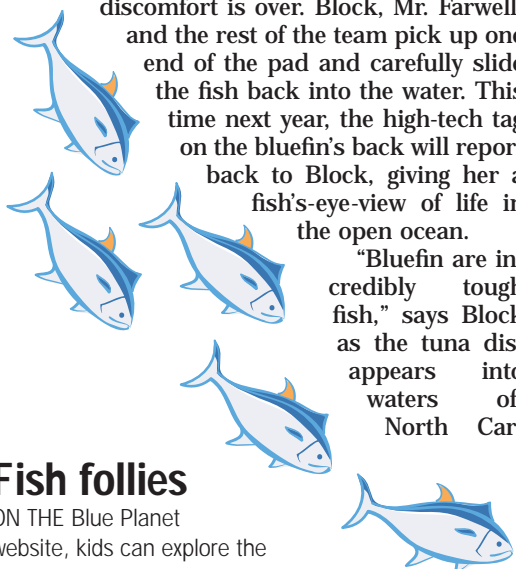 discomfort is over. Block, Mr. Farwell
and the rest of the team pick up one
end of the pad and carefully slide
the fish back into the water. This
time next year, the high-tech tag
on the bluefin's back will report
back to Block, giving her a
fish's-eye-view of life in
the open ocean.
"Bluefin are in
credibly tough
fish," says Block
as the tuna dis
appears into
waters of
North Car
Fish follies
ON THE Blue Planet
website, kids can explore the